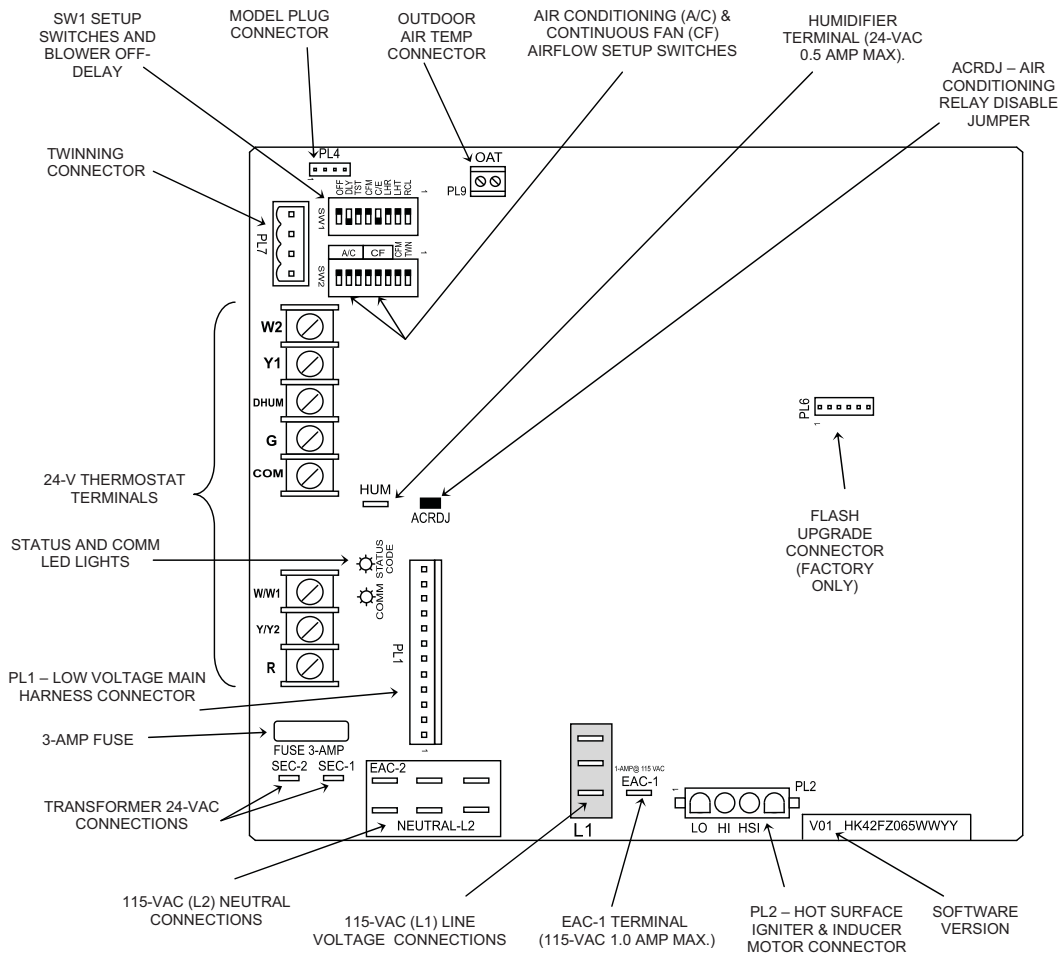 SW1 SETUP
SWITCHES AND
BLOWER OFF-
DELAY
MODEL PLUG
CONNECTOR
OUTDOOR
AIR TEMP
CONNECTOR
AIR CONDITIONING (A/C) &
CONTINUOUS FAN (CF)
AIRFLOW SETUP SWITCHES
HUMIDIFIER
TERMINAL (24-VAC
0.5 AMP MAX).
ACRDJ – AIR
CONDITIONING
RELAY DISABLE
JUMPER
TWINNING
CONNECTOR
PL4
1
OAT
PL9
OFF
DLY
TST
CFM
C/E
LHR
LHT
RCL
1
SW1
PL7
A/C
CF
CFM
TWIN
1
SW2
W2
Y1
DHUM
G
COM
24-V THERMOSTAT
TERMINALS
HUM
ACRDJ
PL6
1
FLASH
UPGRADE
CONNECTOR
(FACTORY
ONLY)
STATUS AND COMM
LED LIGHTS
STATUS
CODE
COMM
W/W1
Y/Y2
R
PL1
1
PL1 – LOW VOLTAGE MAIN
HARNESS CONNECTOR
3-AMP FUSE
FUSE 3-AMP
SEC-2 SEC-1
TRANSFORMER 24-VAC
CONNECTIONS
EAC-2
NEUTRAL-L2
L1
1-AMP@ 115 VAC
EAC-1
1
PL2
LO HI HSI
V01 HK42FZ065WWYY
115-VAC (L2) NEUTRAL
CONNECTIONS
115-VAC (L1) LINE
VOLTAGE CONNECTIONS
EAC-1 TERMINAL
(115-VAC 1.0 AMP MAX.)
PL2 – HOT SURFACE
IGNITER & INDUCER
MOTOR CONNECTOR
SOFTWARE
VERSION